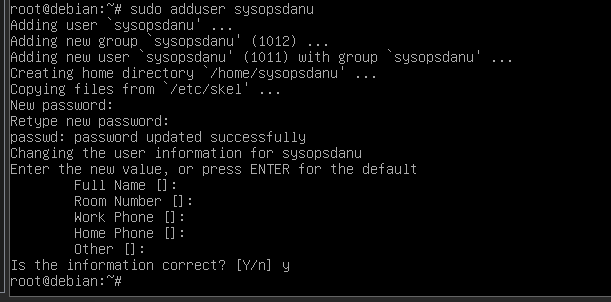 root@debian:~# sudo adduser sysopsdanu
Adding user `sysopsdanu' ...
Adding new group `sysopsdanu' (1012) ...
Adding new user `sysopsdanu' (1011) with group `sysopsdanu' ...
Creating home directory `/home/sysopsdanu' ...
Copying files from `/etc/skel' ...
New password:
Retype new password:
passwd: password updated successfully
Changing the user information for sysopsdanu
Enter the new value, or press ENTER for the default
Full Name []:
Room Number []:
Work Phone []:
Home Phone []:
Other []:
Is the information correct? [Y/n] y
root@debian:~#